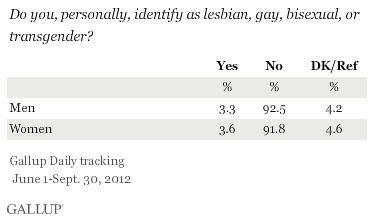 Do you, personally, identify as lesbian, gay, bisexual, or
transgender?
Yes No DK/Ref
% % %
Men 3.3 92.5 4.2
Women 3.6 91.8 4.6
Gallup Daily tracking
June 1-Sept. 30, 2012
GALLUP®